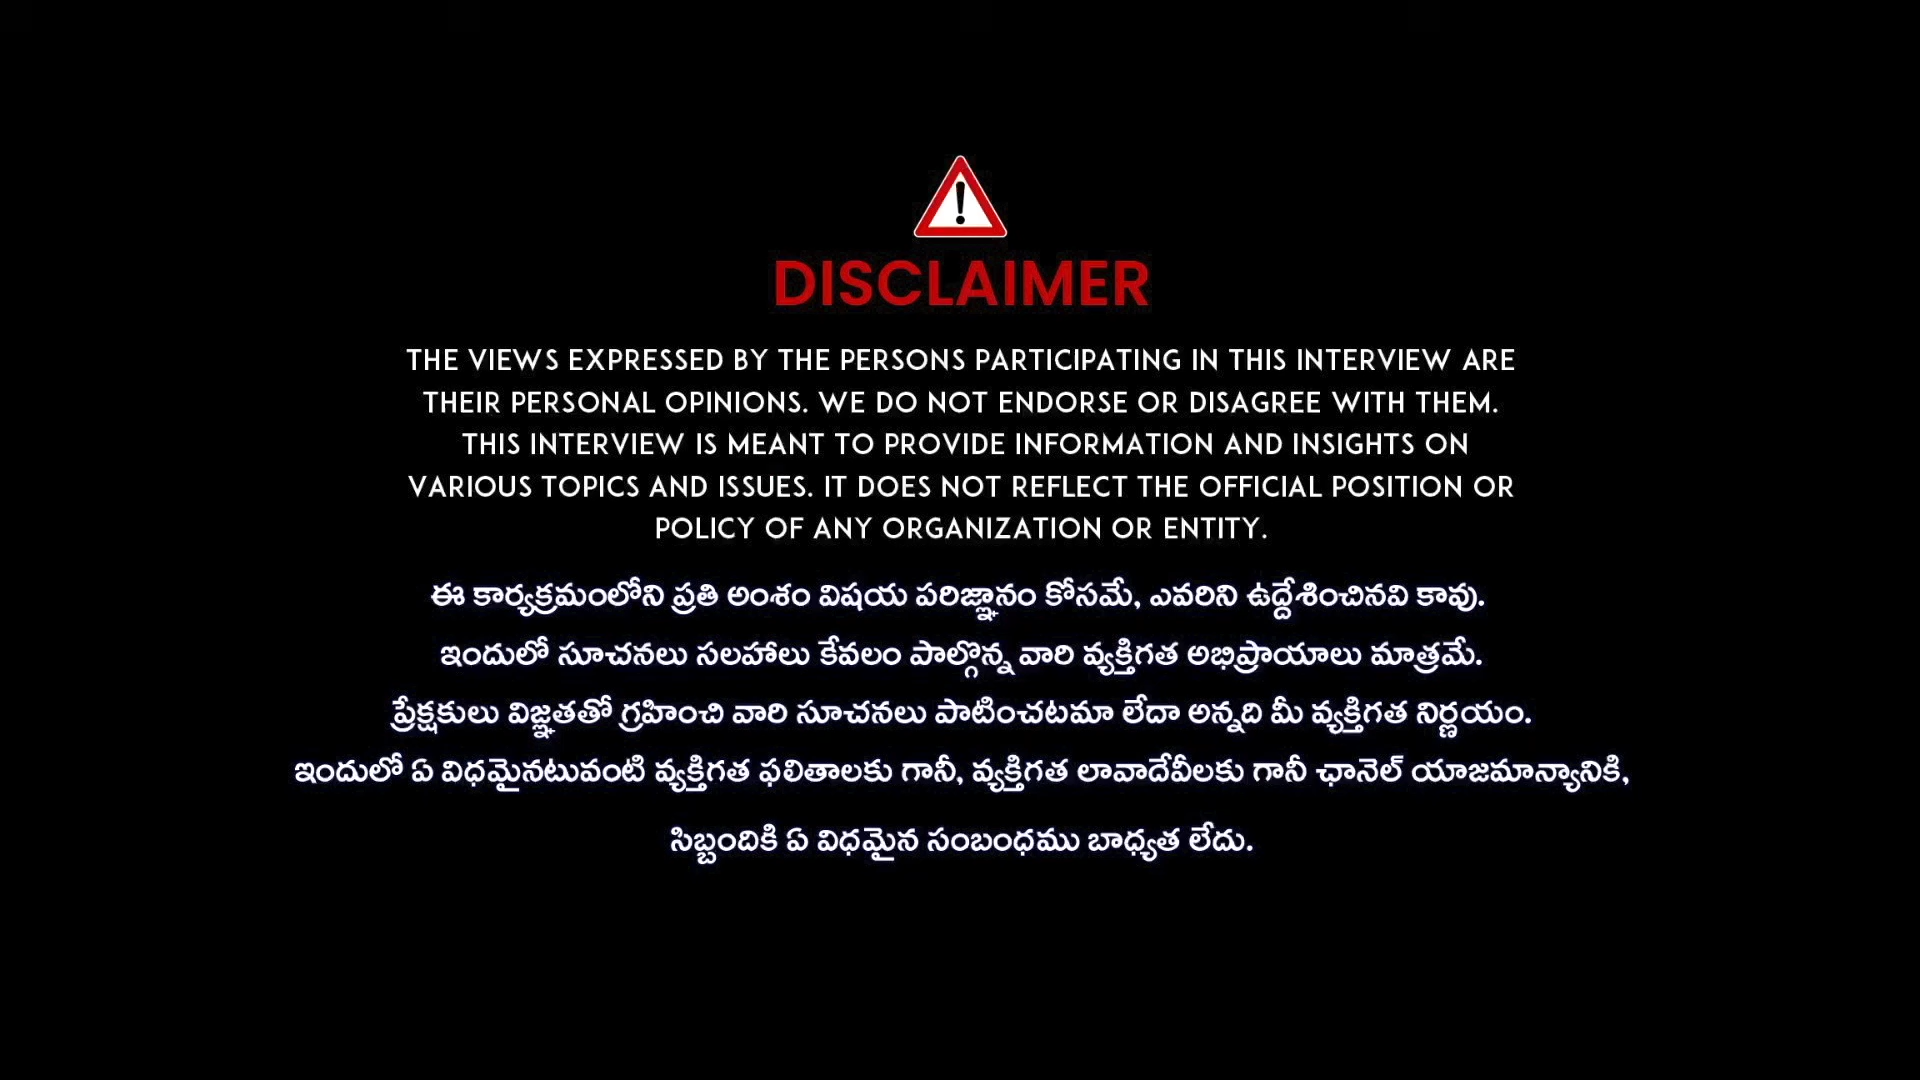 DISCLAIMER
THE VIEWS EXPRESSED BY THE PERSONS PARTICIPATING IN THIS INTERVIEW ARE
THEIR PERSONAL OPINIONS. WE DO NOT ENDORSE OR DISAGREE WITH THEM.
THIS INTERVIEW IS MEANT TO PROVIDE INFORMATION AND INSIGHTS ON
VARIOUS TOPICS AND ISSUES. IT DOES NOT REFLECT THE OFFICIAL POSITION OR
POLICY OF ANY ORGANIZATION OR ENTITY.
ఈ కార్యక్రమంలోని ప్రతి అంశం విషయ పరిజ్ఞానం కోసమే, ఎవరిని ఉద్దేశించినవి కావు.
ఇందులో సూచనలు సలహాలు కేవలం పాల్గొన్న వారి వ్యక్తిగత అభిప్రాయాలు మాత్రమే.
ప్రేక్షకులు విజ్ఞతతో గ్రహించి వారి సూచనలు పాటించటమా లేదా అన్నది మీ వ్యక్తిగత నిర్ణయం.
ఇందులో ఏ విధమైనటువంటి వ్యక్తిగత ఫలితాలకు గానీ, వ్యక్తిగత లావాదేవీలకు గానీ ఛానెల్ యాజమాన్యానికి,
సిబ్బందికి ఏ విధమైన సంబంధము బాధ్యత లేదు.